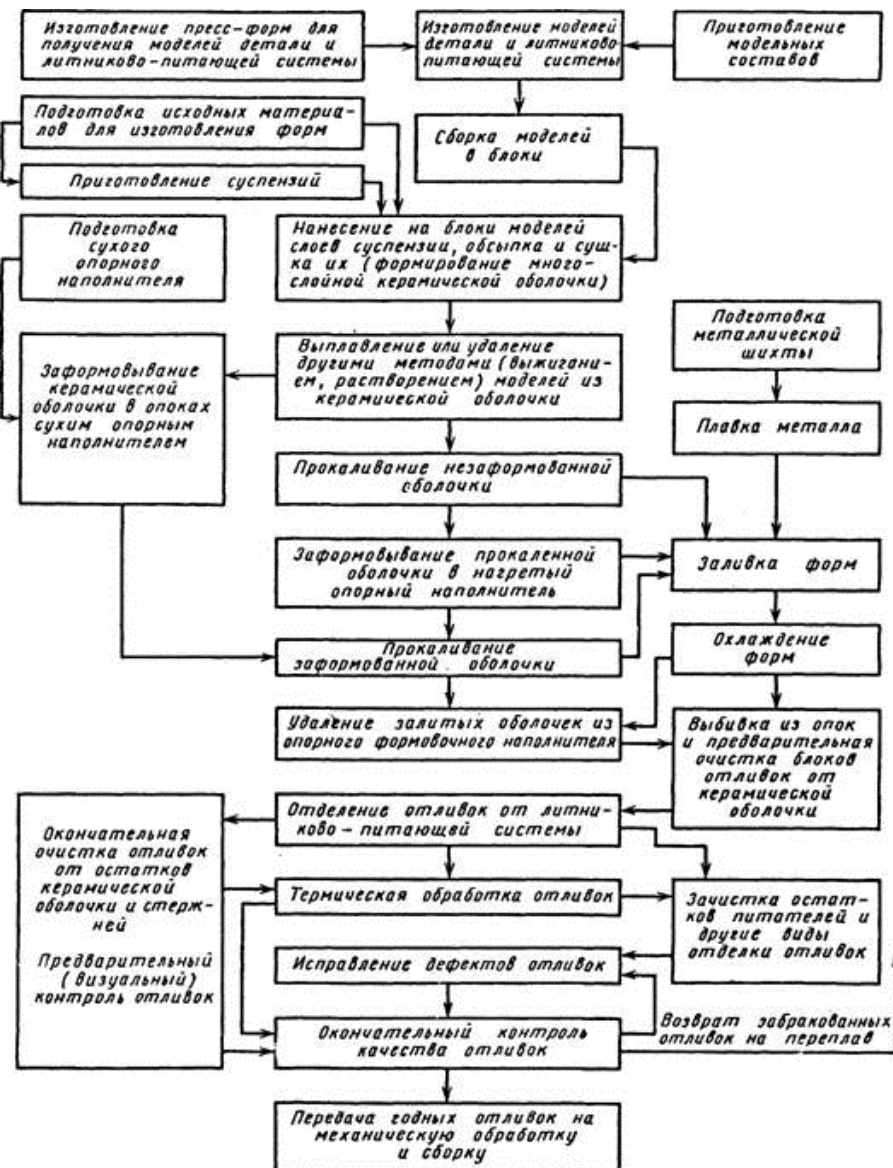 Изготовление пресс-форм для
получения моделей детали и
литниково-питающей системы
Изготовление моделей
детали и литниково-
питающей системы
Приготовление
модельных
составов
Подготовка исходных материа-
лов для изготовления форм
Сборка моделей
в блоки
Приготовление суспензий
Подготовка
сухого
опорного
наполнителя
Нанесение на блоки моделей
слоев суспензии, обсыпка и суш-
ка их (формирование много-
слойной керамической оболочки)
Подготовка
металлической
шихты
Заформовывание
керамической
оболочки в опоках
сухим опорным
наполнителем
Выплавление или удаление
другими методами (выжигани-
ем, растворением) моделей из
керамической оболочки
Плавка металла
Прокаливание незаформованной
оболочки
Заформовывание прокаленной
оболочки в нагретый
опорный наполнитель
Заливка форм
Прокаливание
заформованной оболочки
Охлаждение
форм
Удаление залитых оболочек из
опорного формовочного наполнителя
Выбивка из опок
и предварительная
очистка блоков
отливок от
керамической
оболочки
Окончательная
очистка отливок
от остатков
керамической
оболочки и стерж-
ней
Предварительный
(визуальный)
контроль отливок
Отделение отливок от литни-
ково-питающей системы
Термическая обработка отливок
Зачистка остат-
ков питателей и
другие виды
отделки отливок
Исправление дефектов отливок
Окончательный контроль
качества отливок
Возврат забракованных
отливок на переплав
Передача годных отливок на
механическую обработку
и сборку